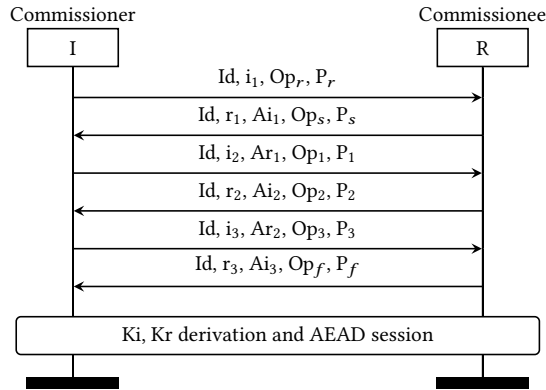 Commissioner Commissionee
I R
Id, i₁, Opᵣ, Pᵣ
Id, r₁, Ai₁, Opₛ, Pₛ
Id, i₂, Ar₁, Op₁, P₁
Id, r₂, Ai₂, Op₂, P₂
Id, i₃, Ar₂, Op₃, P₃
Id, r₃, Ai₃, Op_f, P_f
Ki, Kr derivation and AEAD session